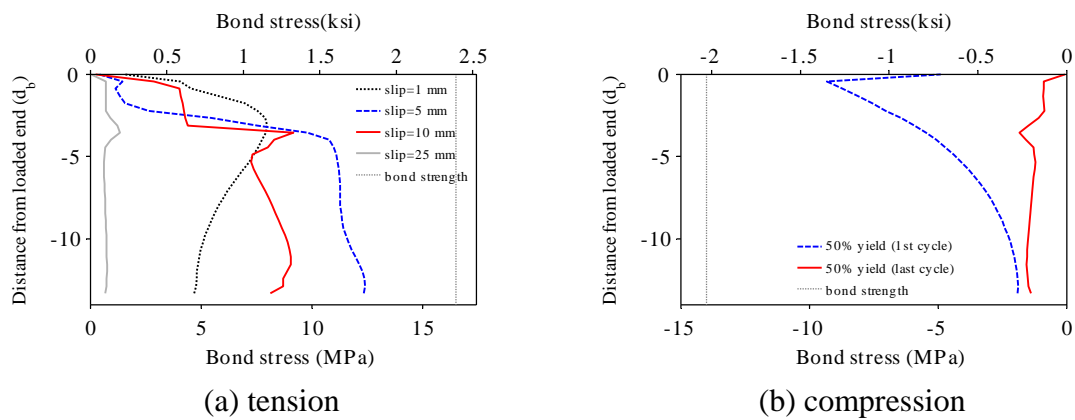 Bond stress(ksi)
0 0.5 1 1.5 2 2.5
0
-5
-10
Distance from loaded end (d_b)
slip=1 mm
slip=5 mm
slip=10 mm
slip=25 mm
bond strength
0 5 10 15
Bond stress (MPa)
(a) tension
Bond stress(ksi)
-2 -1.5 -1 -0.5 0
0
-5
-10
Distance from loaded end (d_b)
50% yield (1st cycle)
50% yield (last cycle)
bond strength
-15 -10 -5 0
Bond stress (MPa)
(b) compression